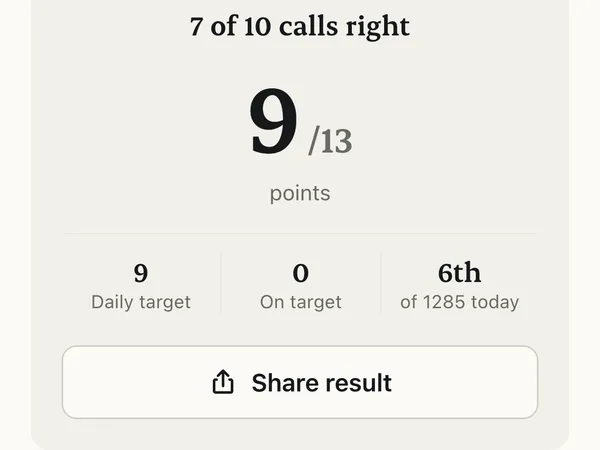 7 of 10 calls right
9 /13
points
9 0 6th
Daily target On target of 1285 today
Share result